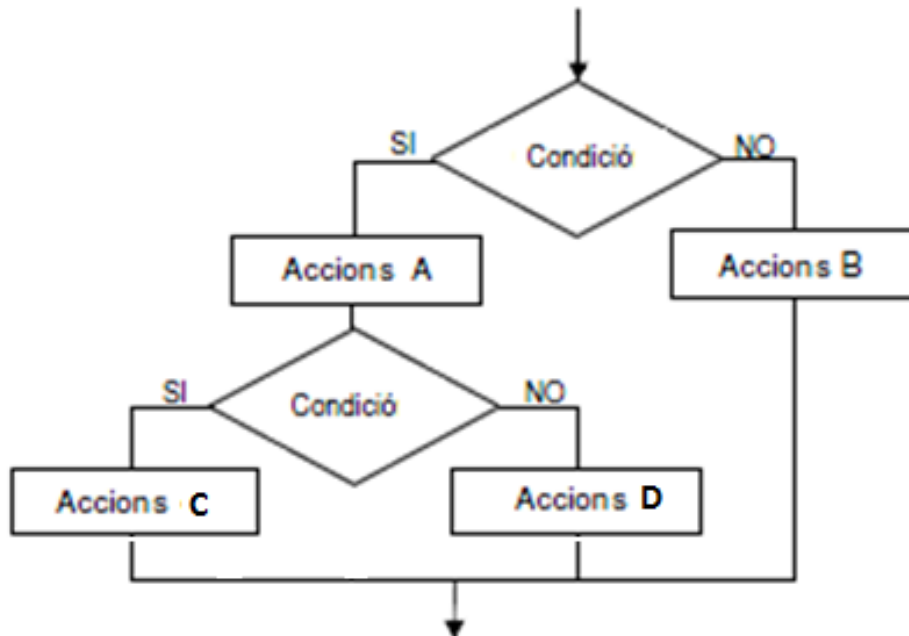 SI
Condició
NO
Accions A
Accions B
SI
Condició
NO
Accions C
Accions D